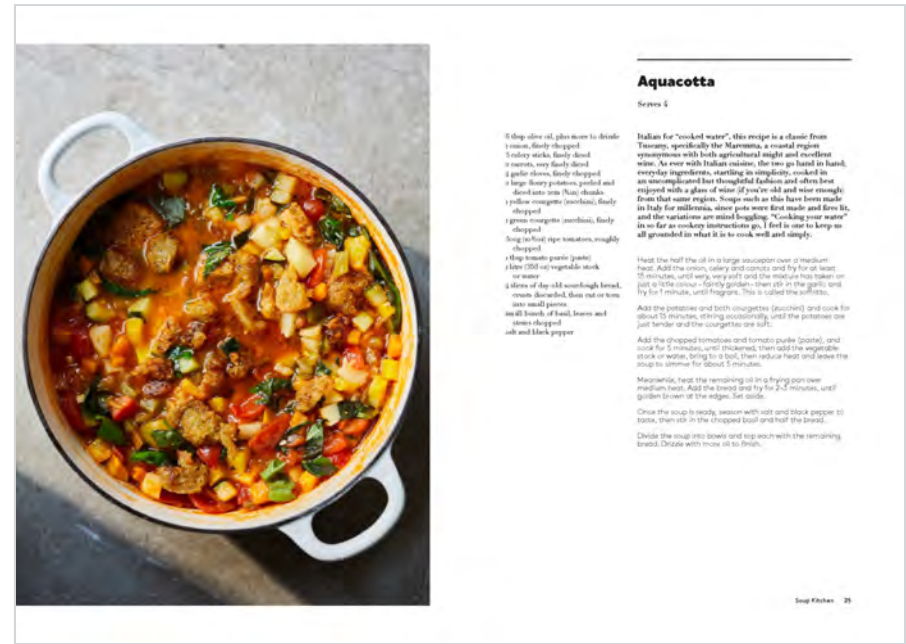 Aquacotta
Serves 4
tbsp olive oil, plus more to drizzle
onion, finely chopped
celery sticks, finely diced
carrots, very finely diced
garlic cloves, finely chopped
large floury potatoes, peeled and
diced into 2cm (¾in) chunks
yellow courgette (zucchini), finely
chopped
green courgette (zucchini), finely
chopped
ripe tomatoes, roughly
chopped
tbsp tomato purée (paste)
litre vegetable stock
or water
slices of day-old sourdough bread,
crusts discarded, then cut or torn
into small pieces
small bunch of basil, leaves and
stems chopped
salt and black pepper
Italian for “cooked water”, this recipe is a classic from
Tuscany, specifically the Maremma, a coastal region
synonymous with both agricultural might and excellent
wine. As ever with Italian cuisine, the two go hand in hand;
everyday ingredients, startling in simplicity, cooked in
an uncomplicated but thoughtful fashion and often best
enjoyed with a glass of wine (if you're old and wise enough)
from that same region. Soups such as this have been made
in Italy for millennia, since pots were first made and fires lit,
and the variations are mind boggling. “Cooking your water”
in so far as cookery instructions go, I feel is one to keep us
all grounded in what it is to cook well and simply.
Heat the half the oil in a large saucepan over a medium
heat. Add the onion, celery and carrots and fry for at least
15 minutes, until very, very soft and the mixture has taken on
just a little colour – faintly golden – then stir in the garlic and
fry for 1 minute, until fragrant. This is called the soffritto.
Add the potatoes and both courgettes (zucchini) and cook for
about 15 minutes, stirring occasionally, until the potatoes are
just tender and the courgettes are soft.
Add the chopped tomatoes and tomato purée (paste), and
cook for 5 minutes, until thickened, then add the vegetable
stock or water, bring to a boil, then reduce heat and leave the
soup to simmer for about 5 minutes.
Meanwhile, heat the remaining oil in a frying pan over
medium heat. Add the bread and fry for 2–3 minutes, until
golden brown at the edges. Set aside.
Once the soup is ready, season with salt and black pepper to
taste, then stir in the chopped basil and half the bread.
Divide the soup into bowls and top each with the remaining
bread. Drizzle with more oil to finish.
Soup Kitchen 25